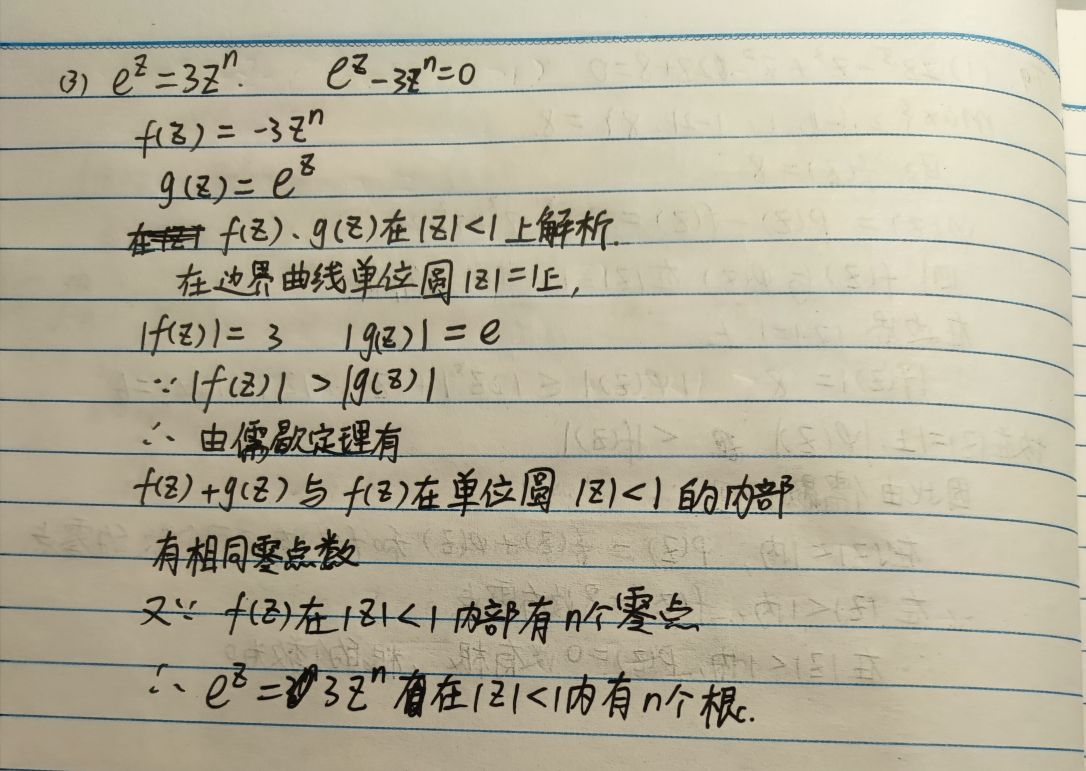 (3) e^z = 3z^n. e^z - 3z^n = 0
f(z) = -3z^n
g(z) = e^z
f(z)、g(z)在|z|<1上解析.
在边界曲线单位圆|z|=1上,
|f(z)| = 3 |g(z)| = e
∵ |f(z)| > |g(z)|
∴ 由儒歇定理有
f(z)+g(z)与f(z)在单位圆 |z|<1的内部
有相同零点数
又∵ f(z)在|z|<1内部有n个零点
∴ e^z = 3z^n 在|z|<1内有n个根.